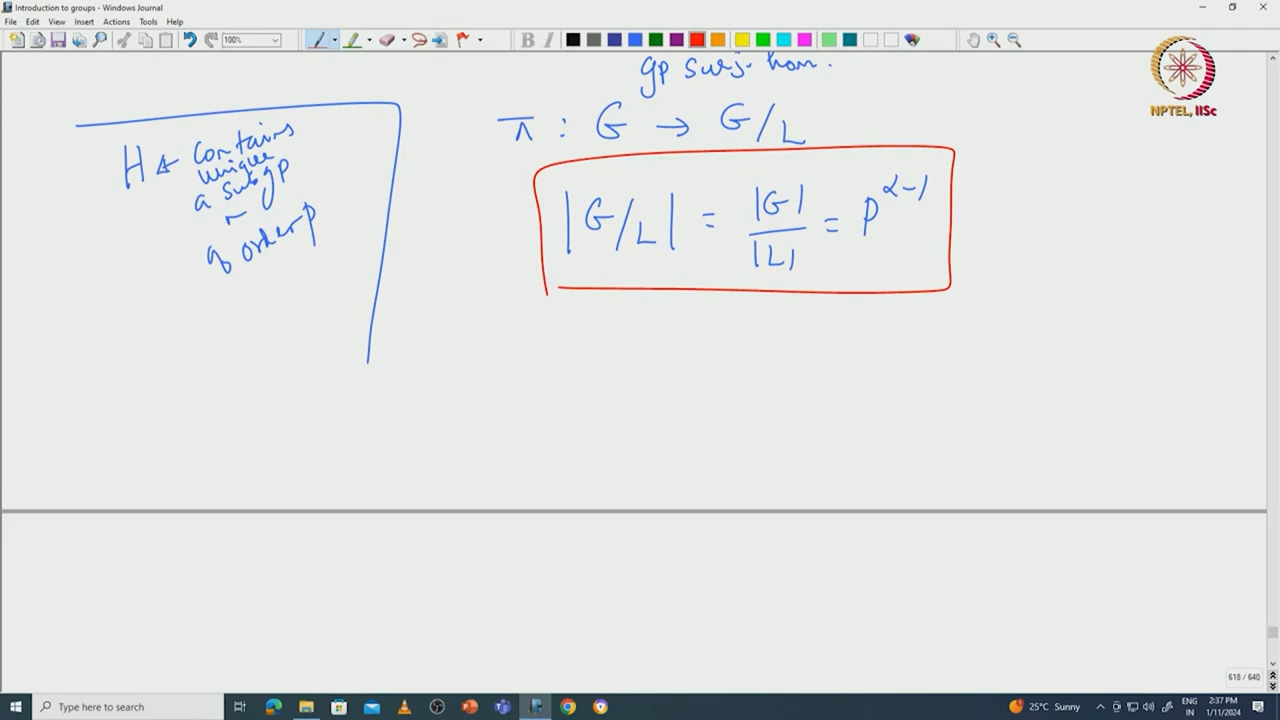 Introduction to groups - Windows Journal
File Edit View Insert Actions Tools Help
100%
B I
NPTEL, IISc
gp surj. hom.
π : G → G/L
H contains
unique
a subgp
of order p
|G/L| = |G|/|L| = p^{α-1}
618 / 640
Type here to search
25°C Sunny
ENG
IN
2:37 PM
1/11/2024